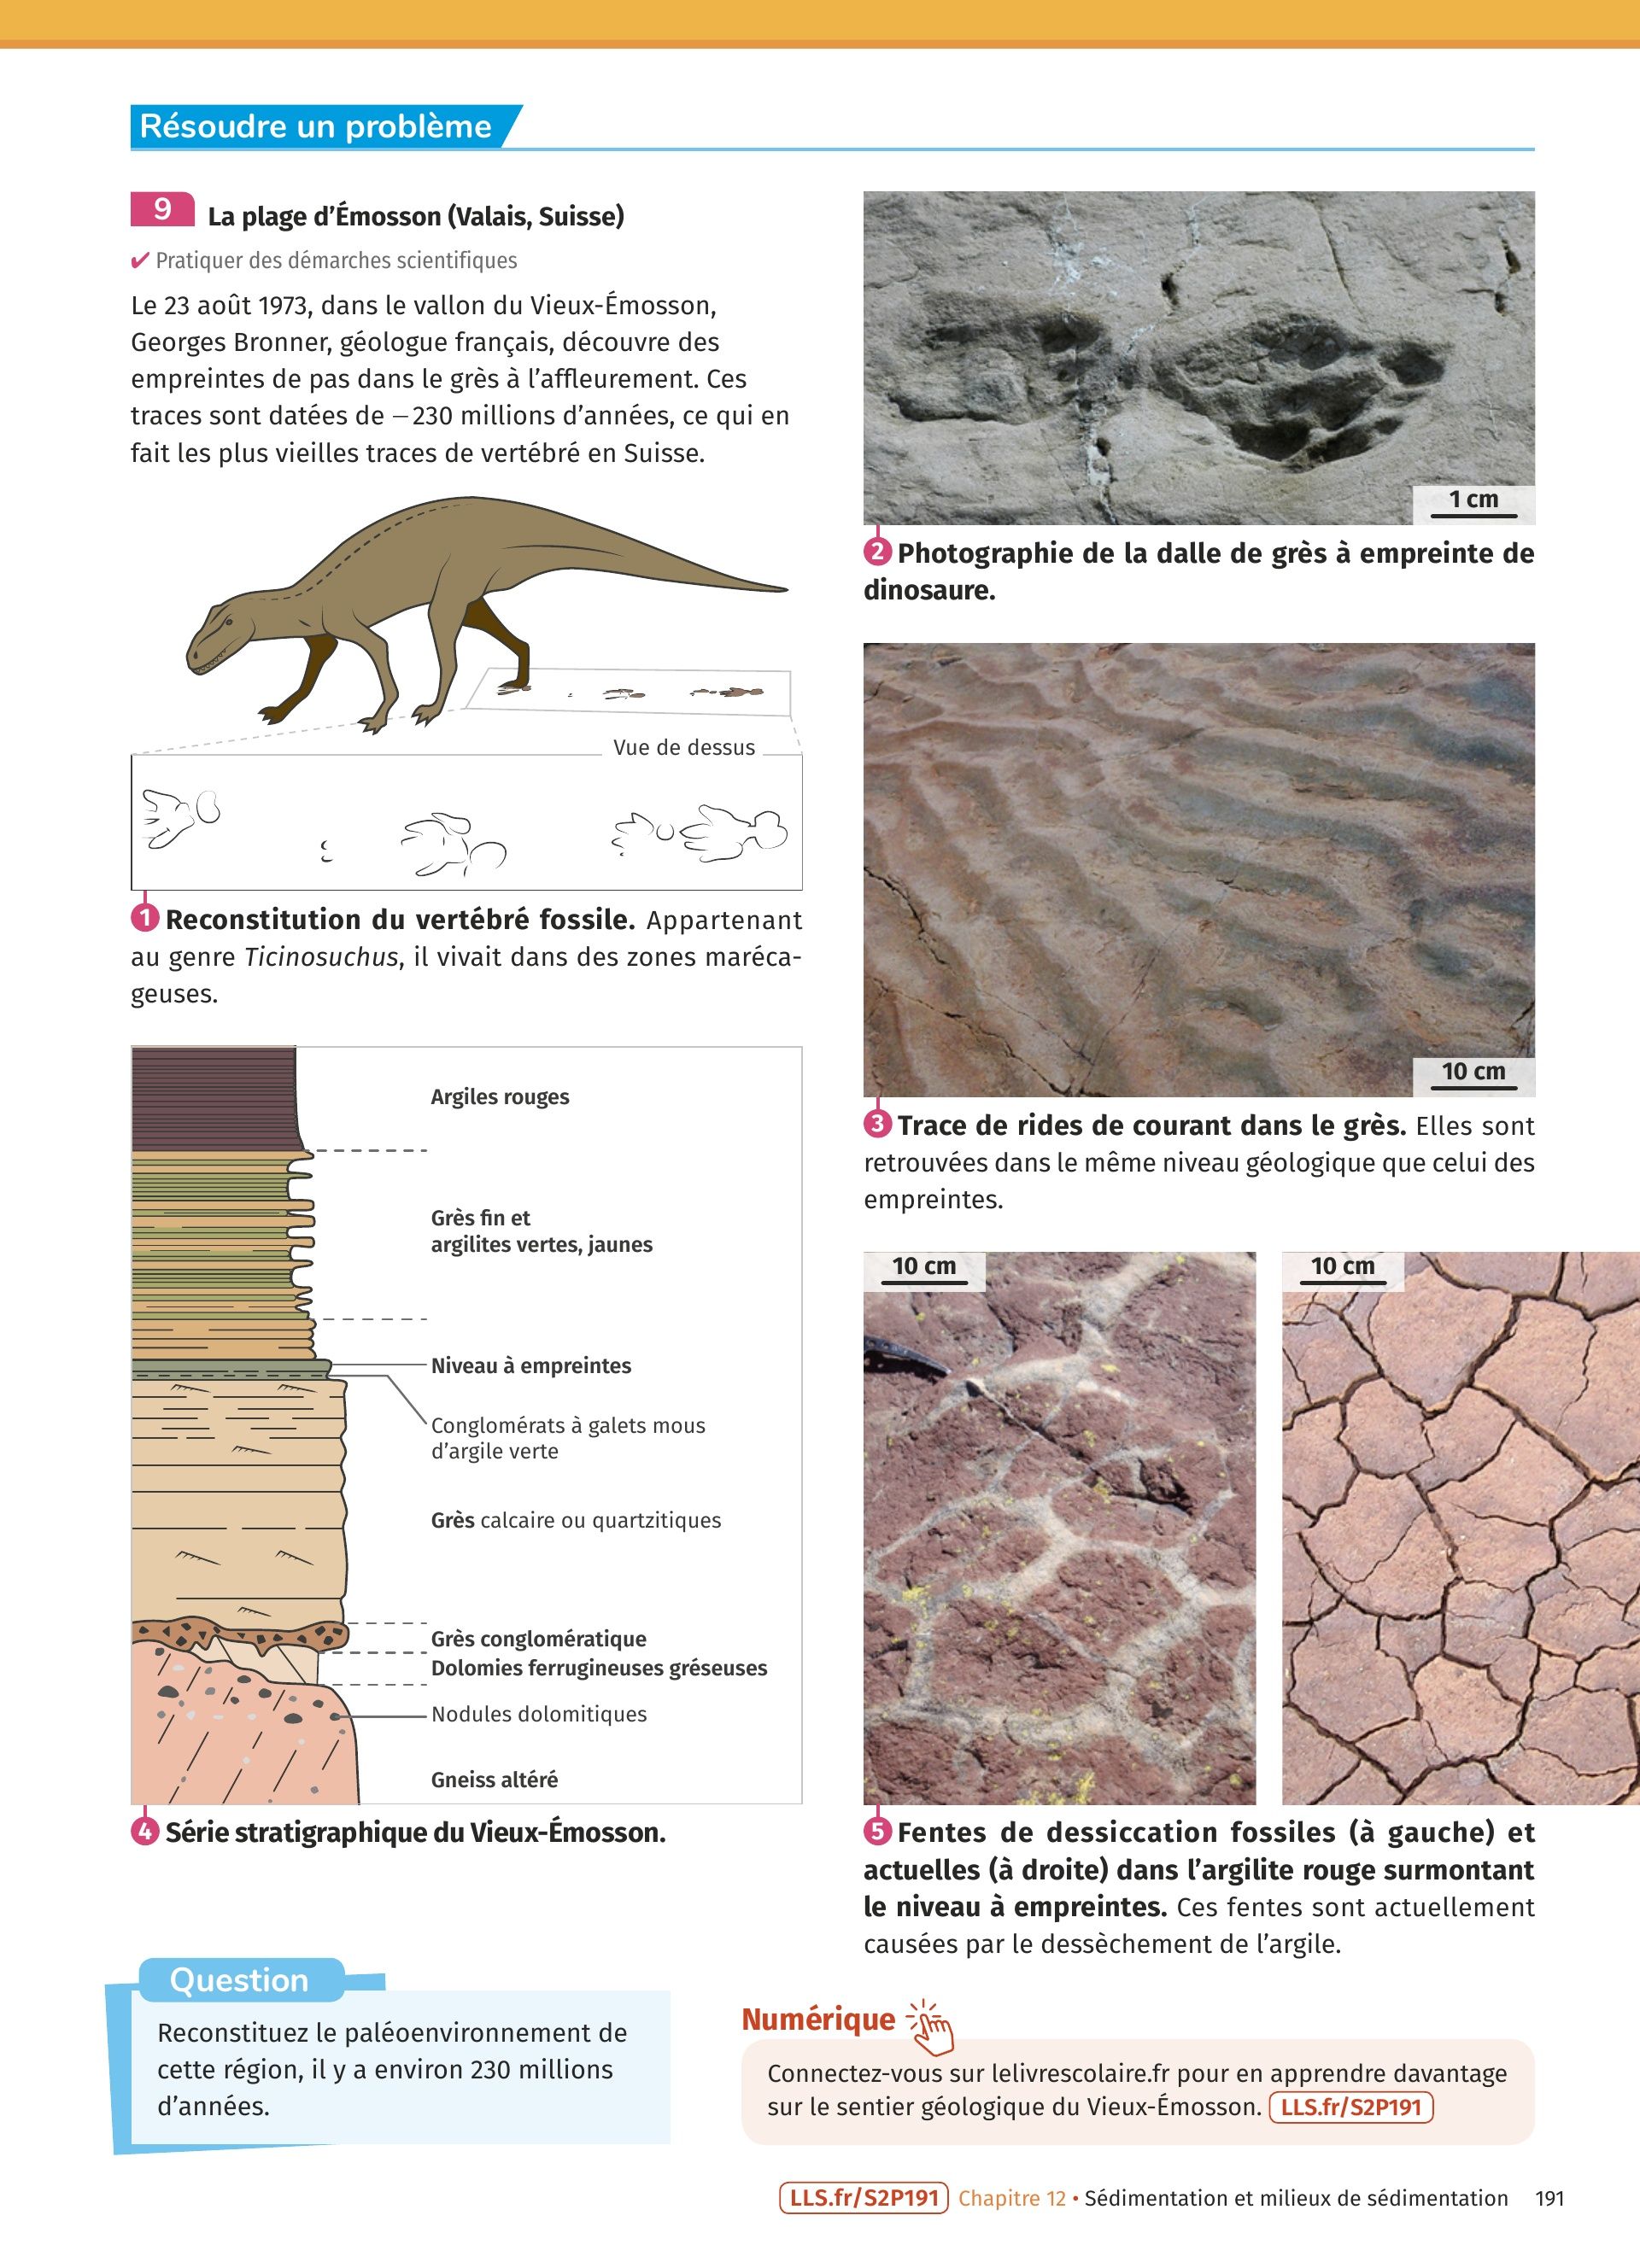 Résoudre un problème
9 La plage d’Émosson (Valais, Suisse)
✔ Pratiquer des démarches scientifiques
Le 23 août 1973, dans le vallon du Vieux-Émosson,
Georges Bronner, géologue français, découvre des
empreintes de pas dans le grès à l’affleurement. Ces
traces sont datées de −230 millions d’années, ce qui en
fait les plus vieilles traces de vertébré en Suisse.
Vue de dessus
1 Reconstitution du vertébré fossile. Appartenant
au genre Ticinosuchus, il vivait dans des zones maréca-
geuses.
Argiles rouges
Grès fin et
argilites vertes, jaunes
Niveau à empreintes
Conglomérats à galets mous
d’argile verte
Grès calcaire ou quartzitiques
Grès conglomératique
Dolomies ferrugineuses gréseuses
Nodules dolomitiques
Gneiss altéré
4 Série stratigraphique du Vieux-Émosson.
1 cm
2 Photographie de la dalle de grès à empreinte de
dinosaure.
10 cm
3 Trace de rides de courant dans le grès. Elles sont
retrouvées dans le même niveau géologique que celui des
empreintes.
10 cm
10 cm
5 Fentes de dessiccation fossiles (à gauche) et
actuelles (à droite) dans l’argilite rouge surmontant
le niveau à empreintes. Ces fentes sont actuellement
causées par le dessèchement de l’argile.
Question
Reconstituez le paléoenvironnement de
cette région, il y a environ 230 millions
d’années.
Numérique
Connectez-vous sur lelivrescolaire.fr pour en apprendre davantage
sur le sentier géologique du Vieux-Émosson. LLS.fr/S2P191
LLS.fr/S2P191 Chapitre 12 • Sédimentation et milieux de sédimentation 191